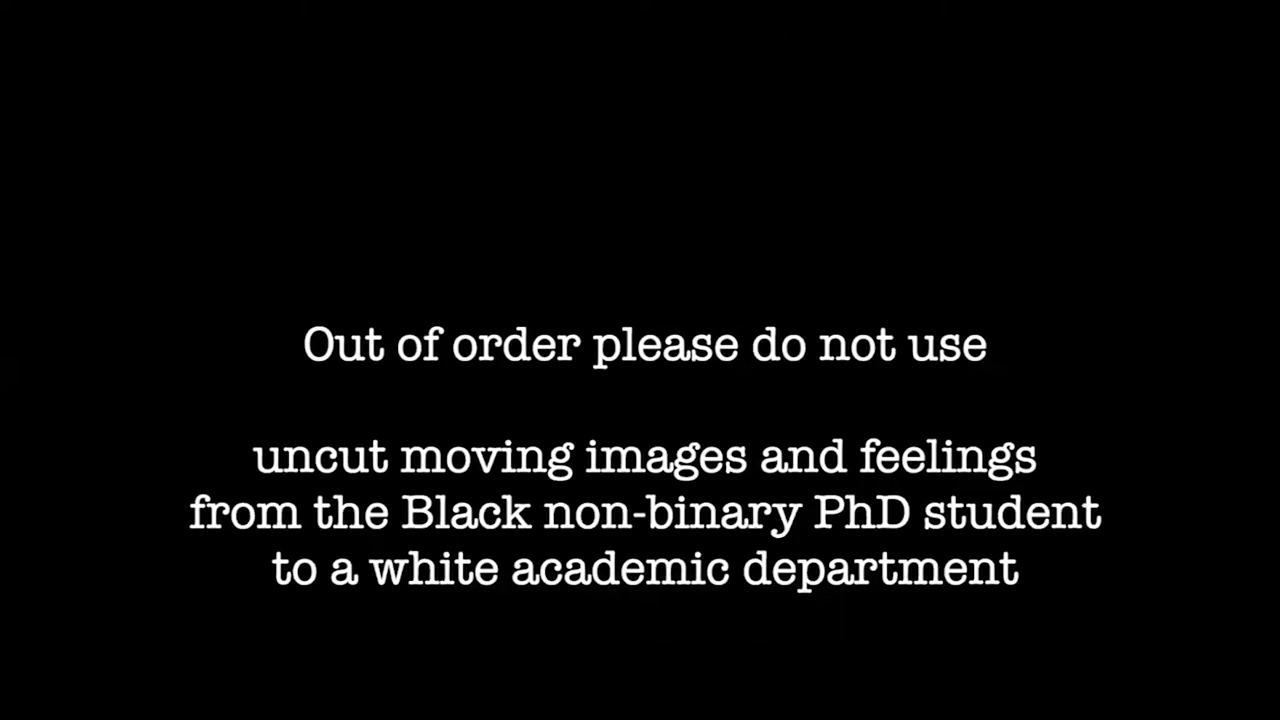 Out of order please do not use
uncut moving images and feelings
from the Black non-binary PhD student
to a white academic department